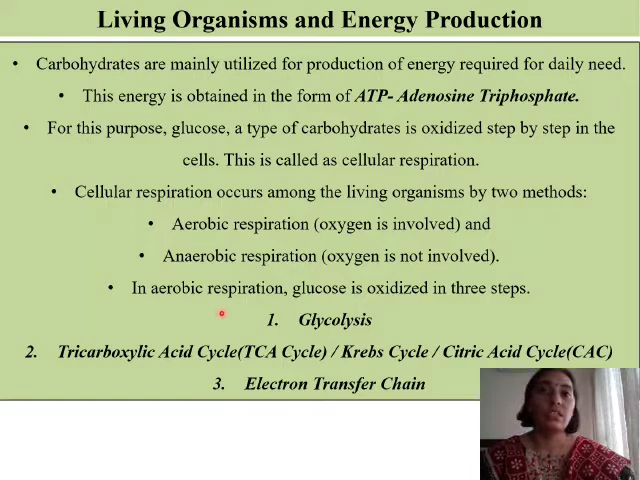 Living Organisms and Energy Production
• Carbohydrates are mainly utilized for production of energy required for daily need.
• This energy is obtained in the form of ATP- Adenosine Triphosphate.
• For this purpose, glucose, a type of carbohydrates is oxidized step by step in the
cells. This is called as cellular respiration.
• Cellular respiration occurs among the living organisms by two methods:
• Aerobic respiration (oxygen is involved) and
• Anaerobic respiration (oxygen is not involved).
• In aerobic respiration, glucose is oxidized in three steps.
1. Glycolysis
2. Tricarboxylic Acid Cycle(TCA Cycle) / Krebs Cycle / Citric Acid Cycle(CAC)
3. Electron Transfer Chain